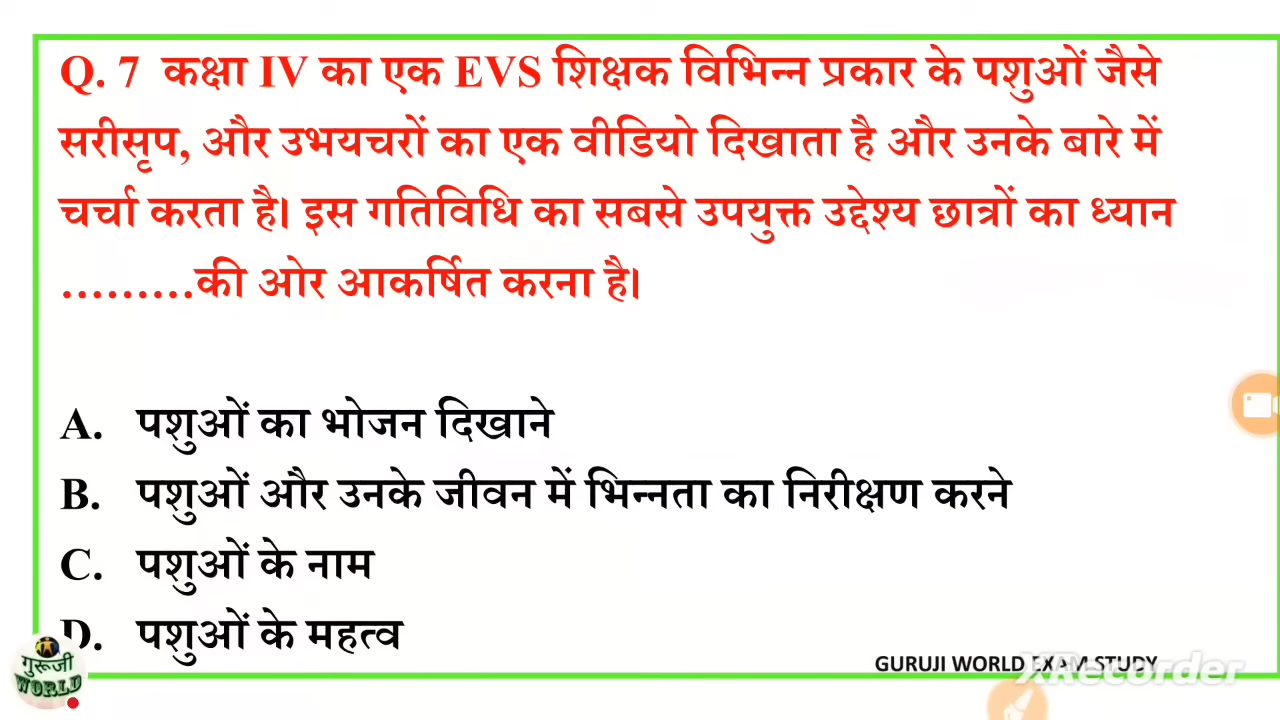 Q. 7 कक्षा IV का एक EVS शिक्षक विभिन्न प्रकार के पशुओं जैसे
सरीसृप, और उभयचरों का एक वीडियो दिखाता है और उनके बारे में
चर्चा करता है। इस गतिविधि का सबसे उपयुक्त उद्देश्य छात्रों का ध्यान
.........की ओर आकर्षित करना है।
A. पशुओं का भोजन दिखाने
B. पशुओं और उनके जीवन में भिन्नता का निरीक्षण करने
C. पशुओं के नाम
D. पशुओं के महत्व
गुरूजी
WORLD
GURUJI WORLD EXAM STUDY
XRecorder